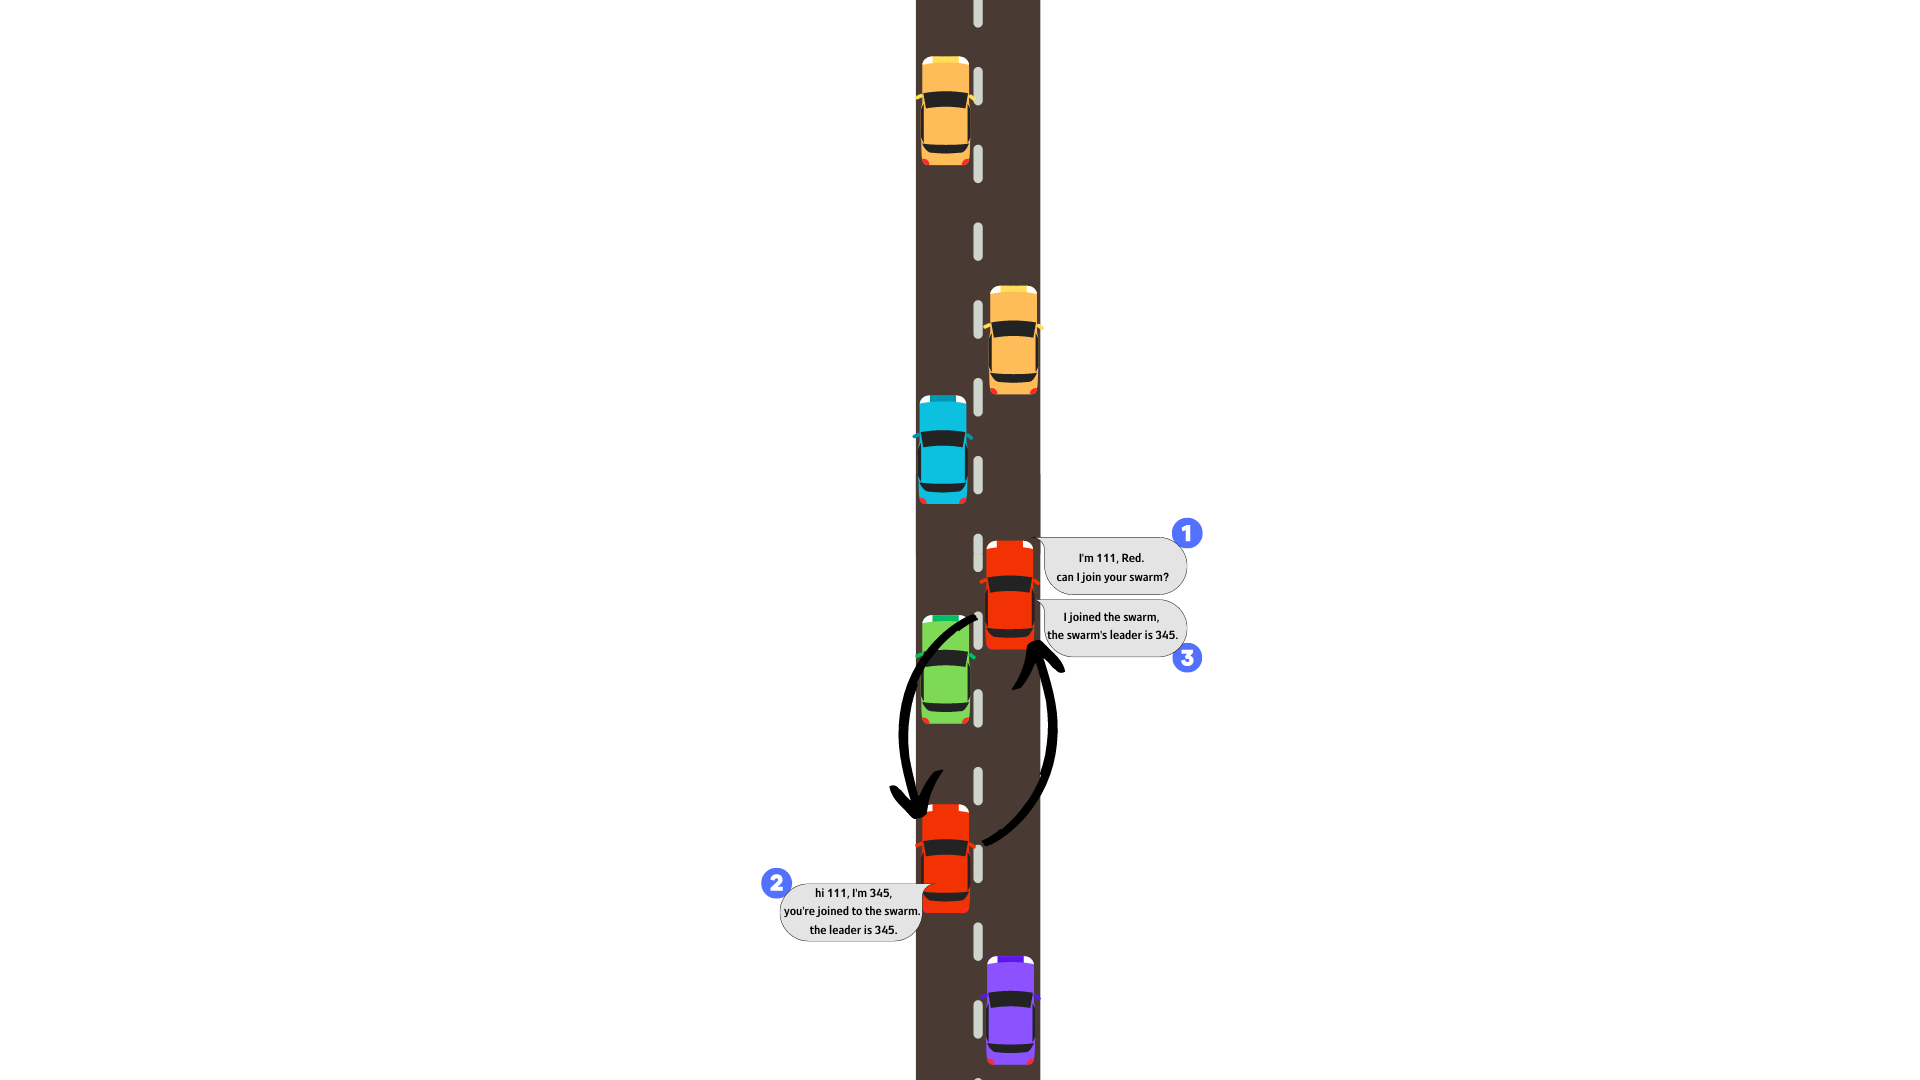 1
I'm 111, Red.
can I join your swarm?
I joined the swarm,
the swarm's leader is 345.
3
2
hi 111, I'm 345,
you're joined to the swarm.
the leader is 345.